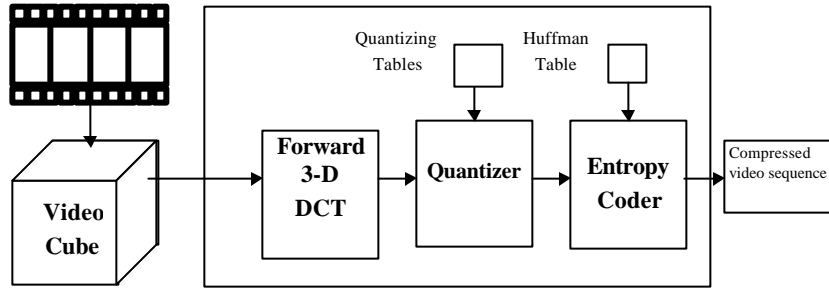 Quantizing
Tables
Huffman
Table
Video
Cube
Forward
3-D
DCT
Quantizer
Entropy
Coder
Compressed
video sequence